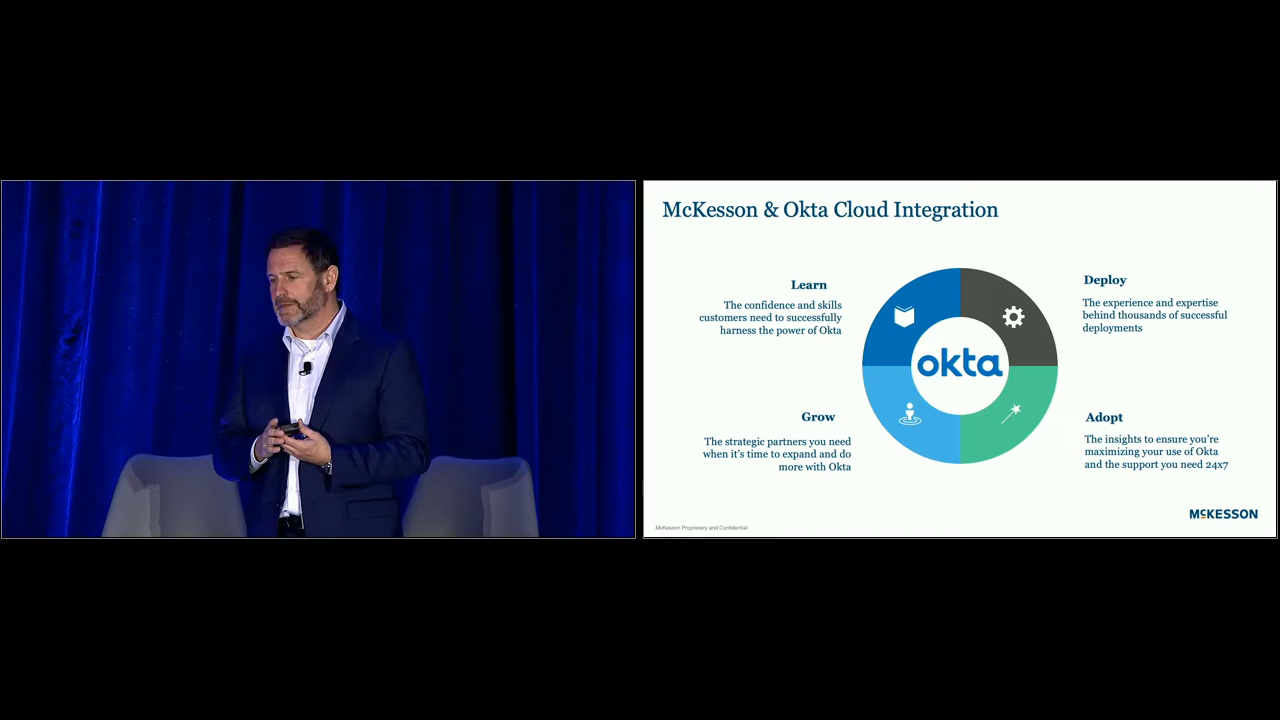 McKesson & Okta Cloud Integration
Learn
The confidence and skills
customers need to successfully
harness the power of Okta
Deploy
The experience and expertise
behind thousands of successful
deployments
okta
Grow
The strategic partners you need
when it's time to expand and do
more with Okta
Adopt
The insights to ensure you're
maximizing your use of Okta
and the support you need 24x7
McKesson Proprietary and Confidential
MCKESSON